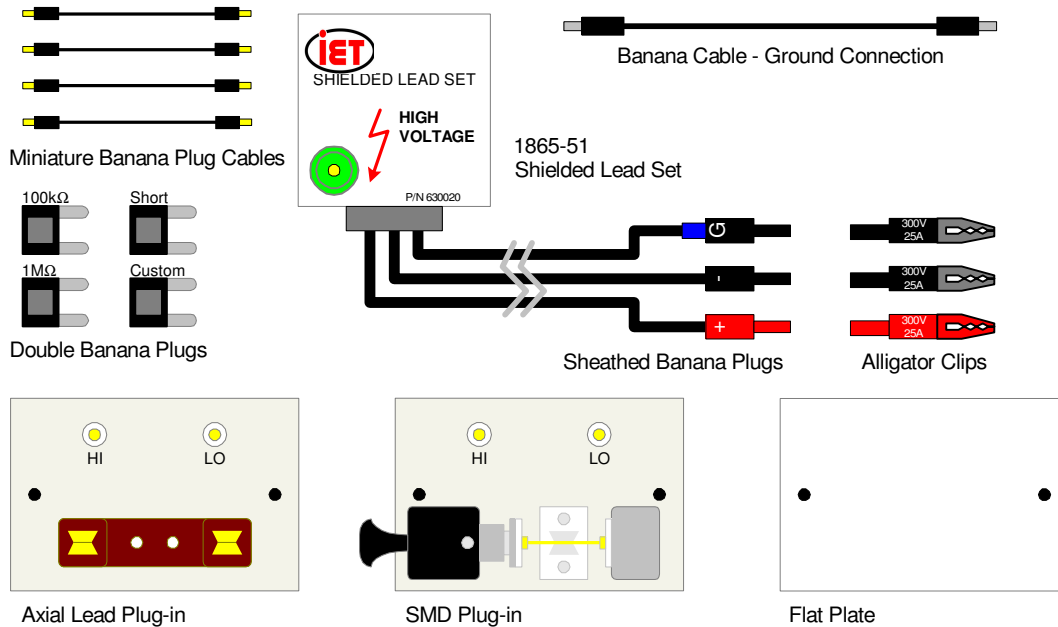 Miniature Banana Plug Cables
iET
SHIELDED LEAD SET
HIGH
VOLTAGE
P/N 630020
Banana Cable - Ground Connection
1865-51
Shielded Lead Set
100kΩ
Short
1MΩ
Custom
Double Banana Plugs
G
-
+
Sheathed Banana Plugs
300V
25A
300V
25A
300V
25A
Alligator Clips
HI
LO
Axial Lead Plug-in
HI
LO
SMD Plug-in
Flat Plate